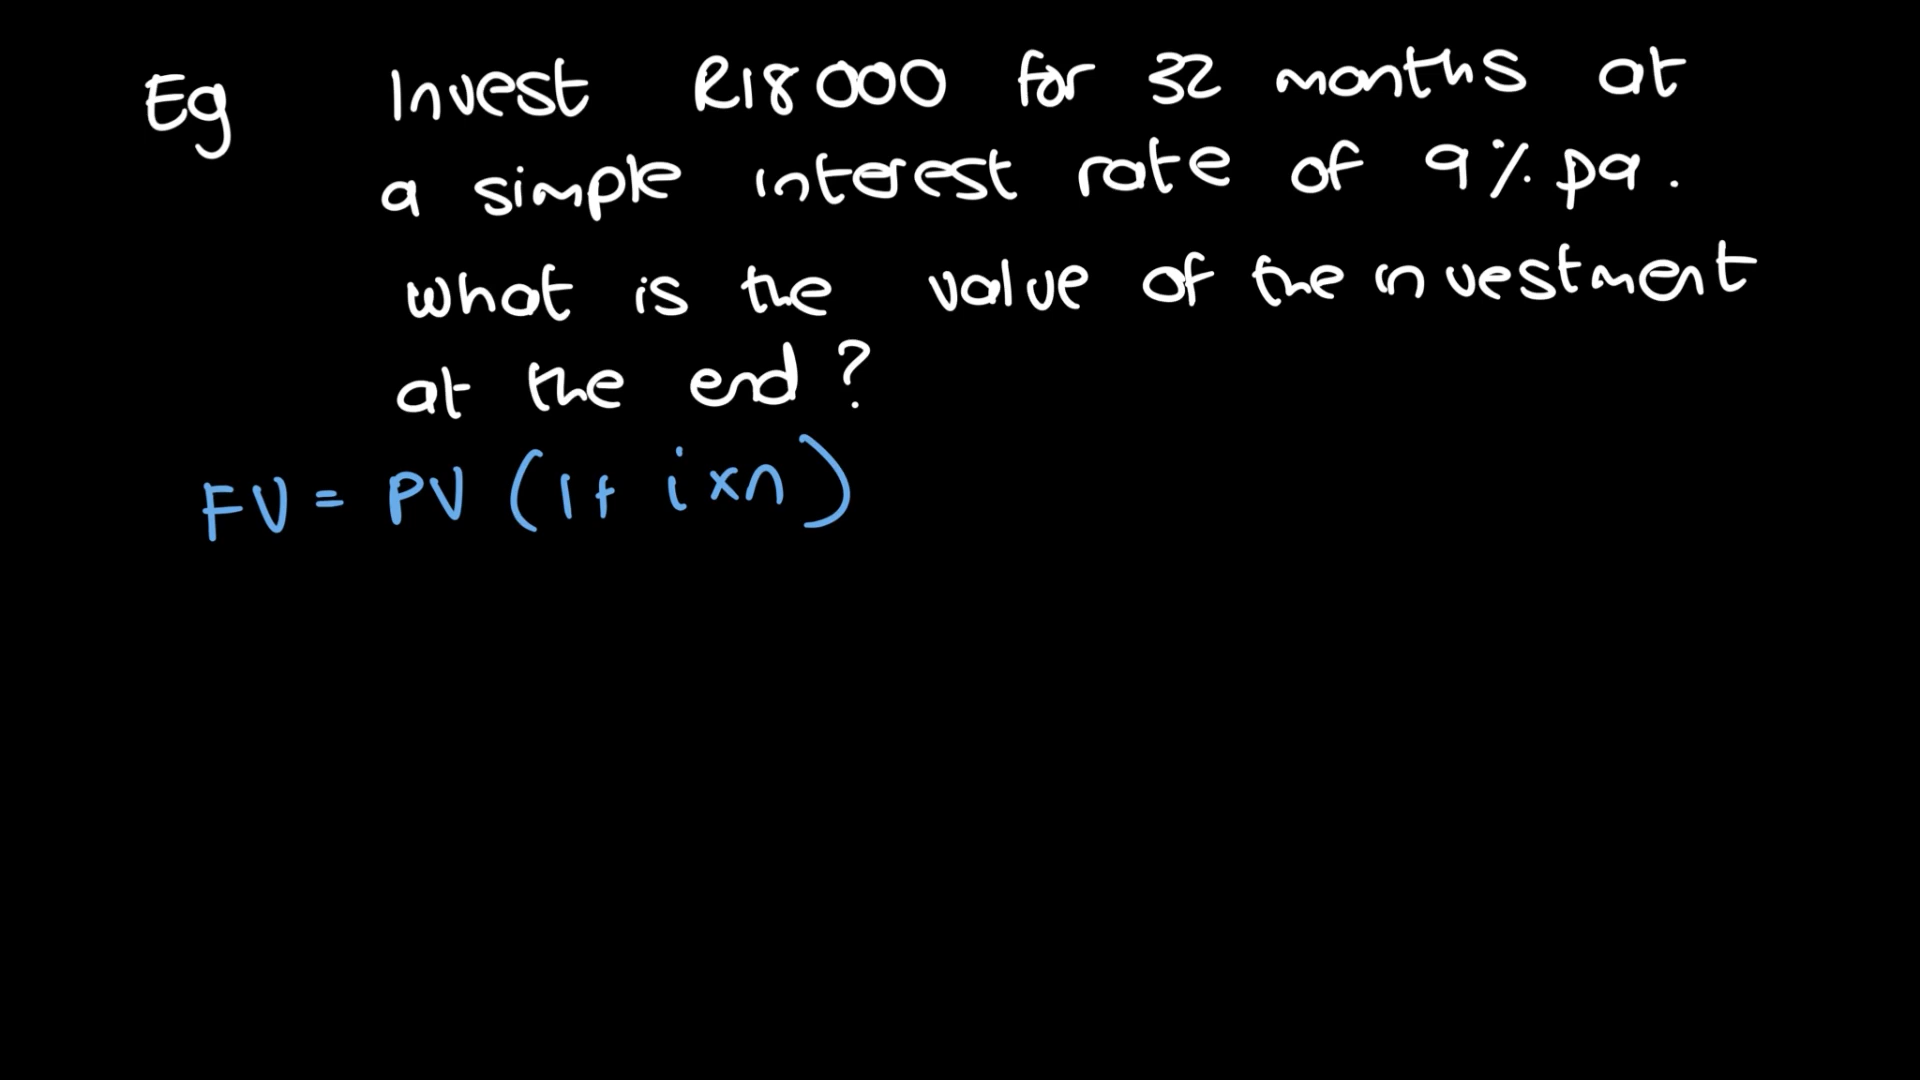 Eg Invest R18 000 for 32 months at
a simple interest rate of 9% pa.
what is the value of the investment
at the end?
FV = PV (1 + i x n)